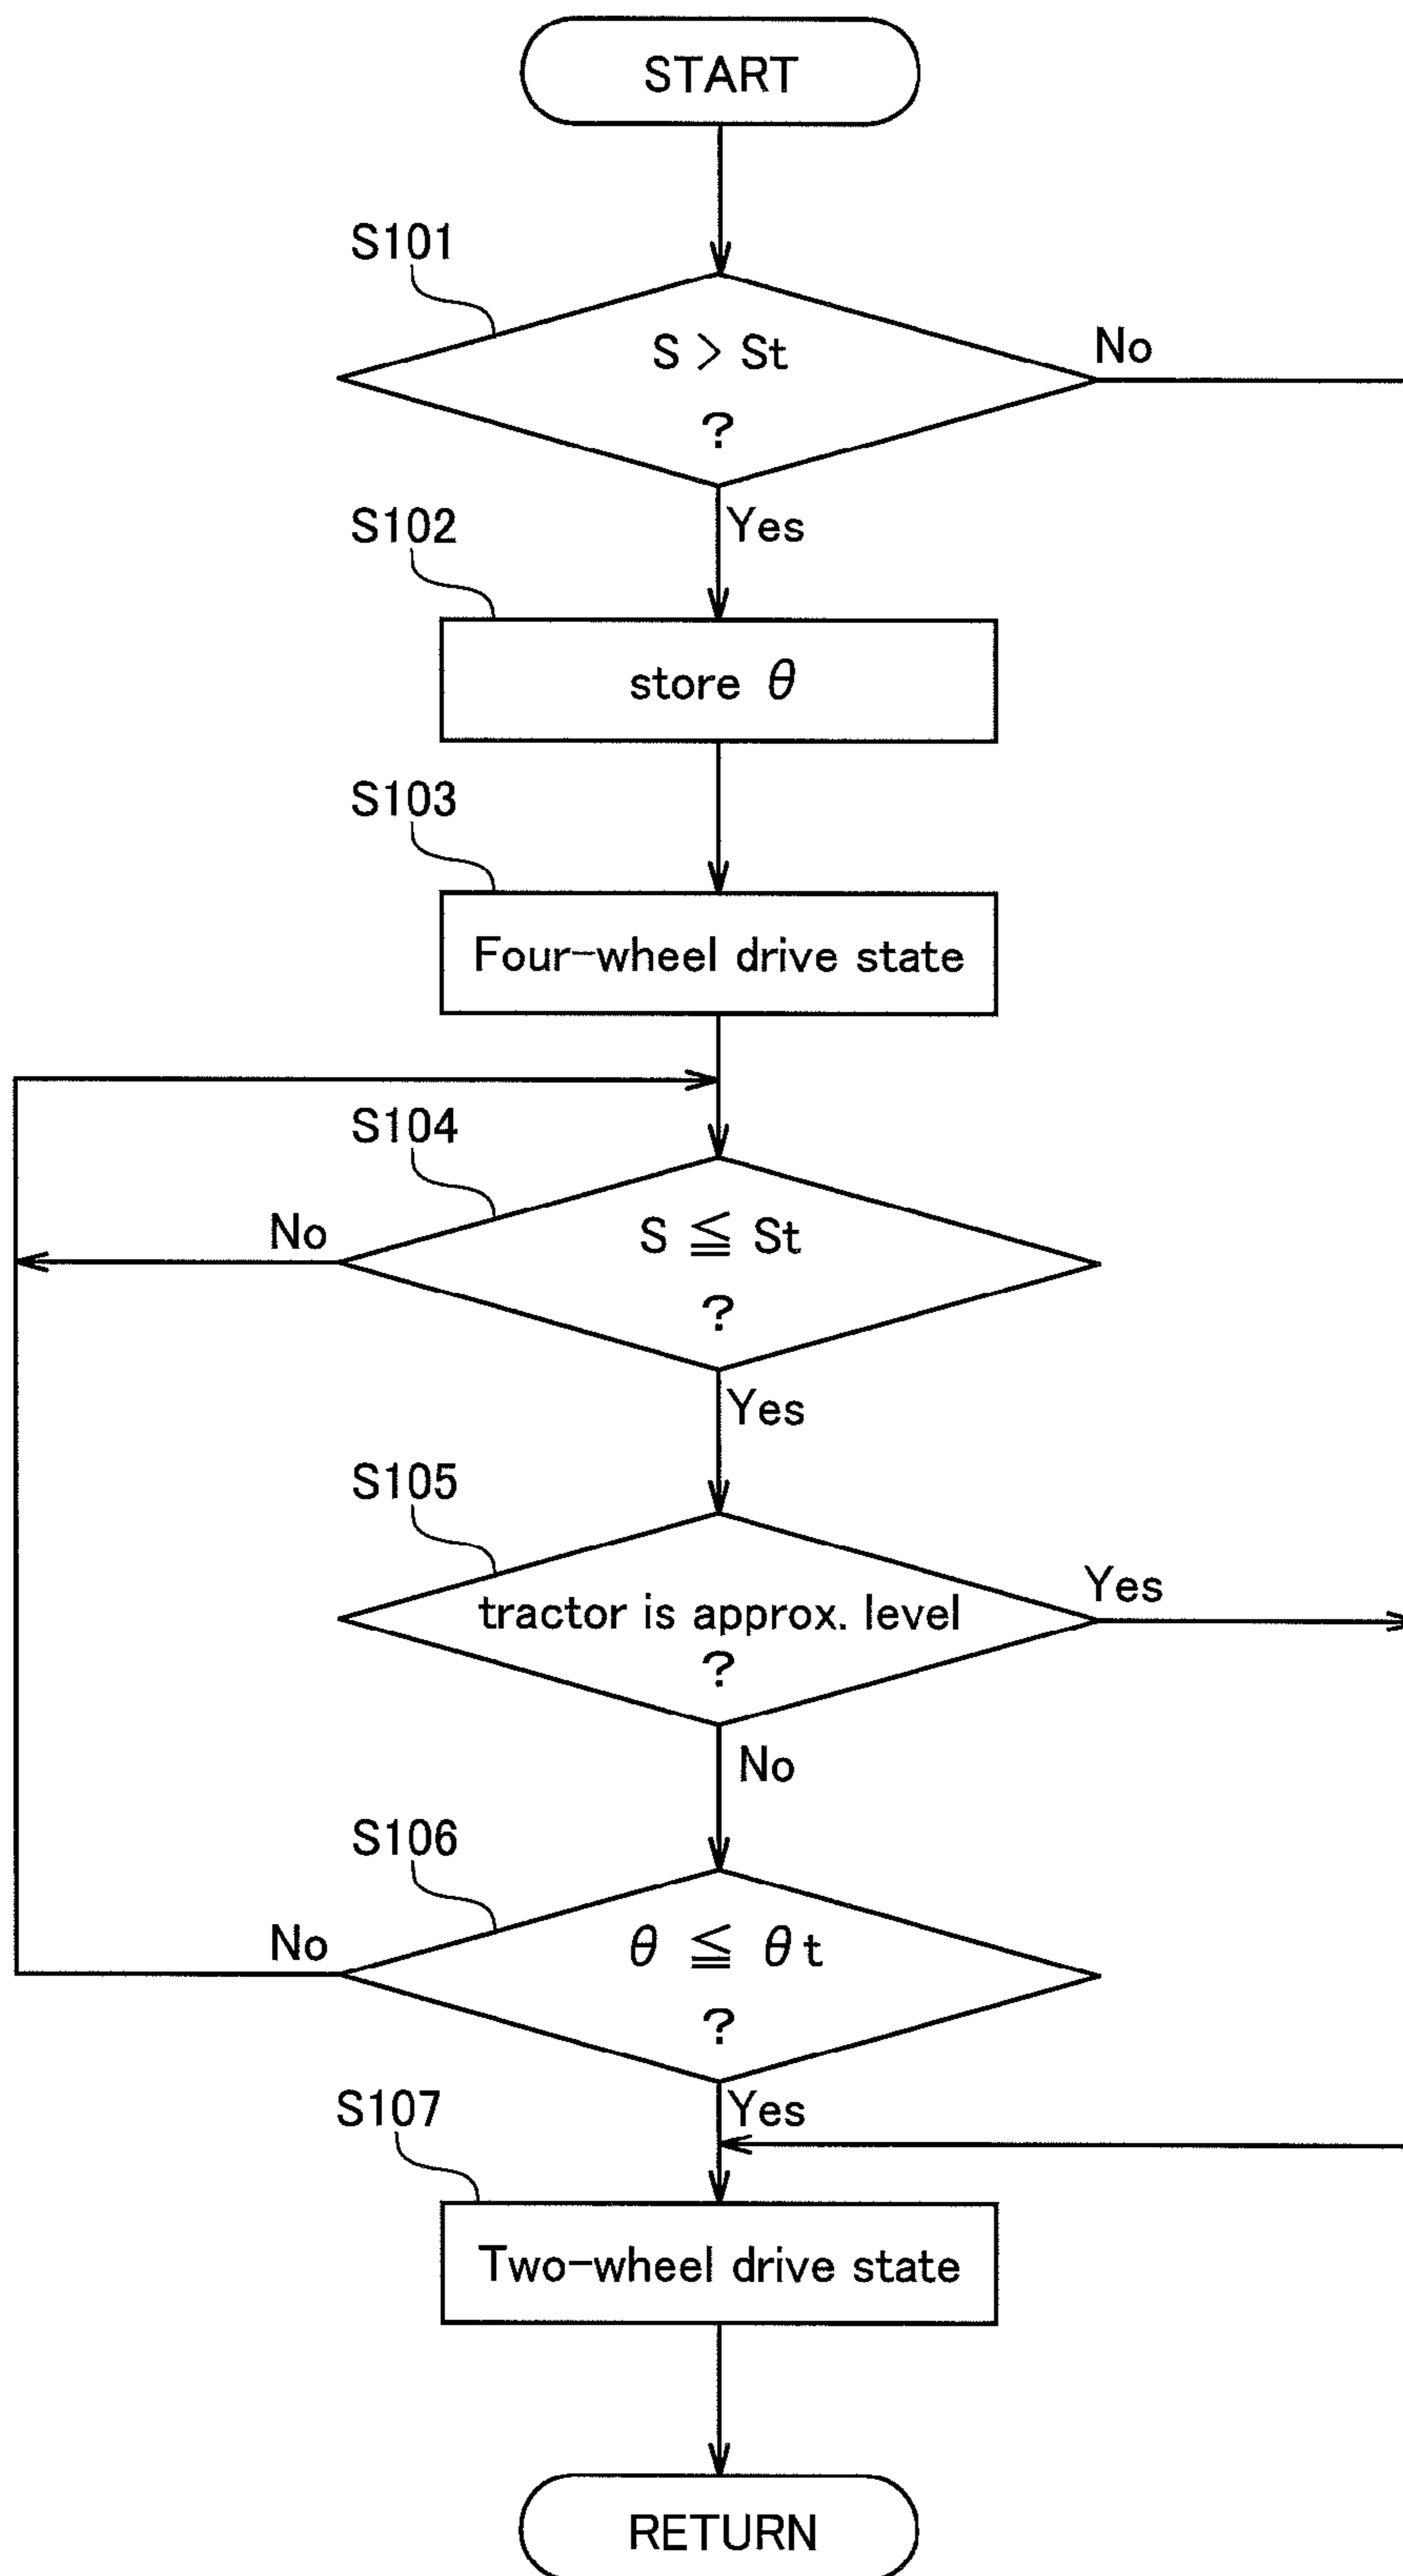 START
S101
S > St
?
No
Yes
S102
store θ
S103
Four-wheel drive state
S104
S ≦ St
?
No
Yes
S105
tractor is approx. level
?
Yes
No
S106
θ ≦ θt
?
No
Yes
S107
Two-wheel drive state
RETURN